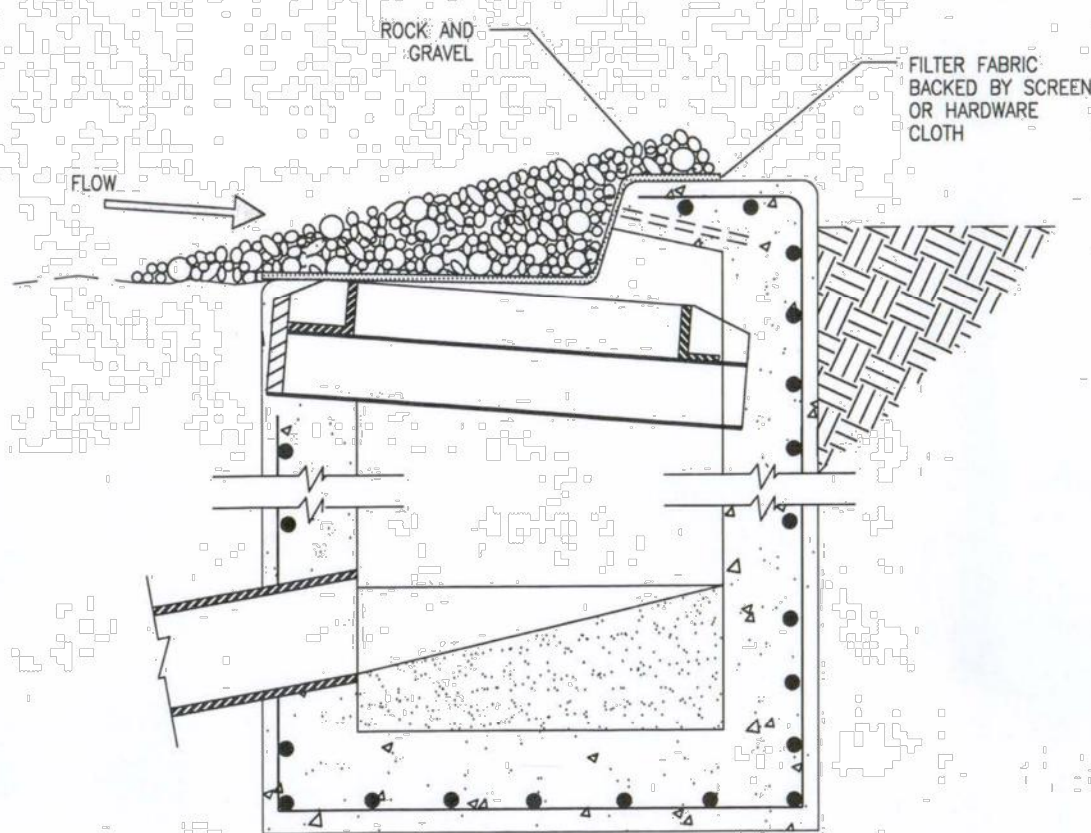 ROCK AND
GRAVEL
FILTER FABRIC
BACKED BY SCREEN
OR HARDWARE
CLOTH
FLOW